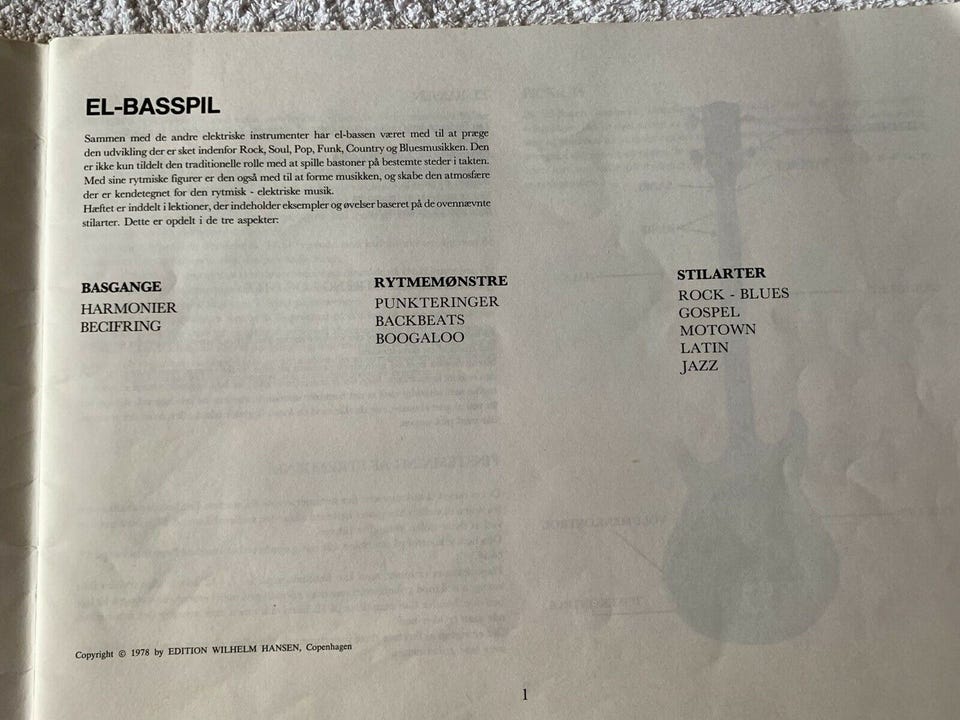 EL-BASSPIL
Sammen med de andre elektriske instrumenter har el-bassen været med til at præge
den udvikling der er sket indenfor Rock, Soul, Pop, Funk, Country og Bluesmusikken. Den
er ikke kun tildelt den traditionelle rolle med at spille bastoner på bestemte steder i takten.
Med sine rytmiske figurer er den også med til at forme musikken, og skabe den atmosfære
der er kendetegnet for den rytmisk - elektriske musik.
Hæftet er inddelt i lektioner, der indeholder eksempler og øvelser baseret på de ovennævnte
stilarter. Dette er opdelt i de tre aspekter:
BASGANGE
HARMONIER
BECIFRING
RYTMEMØNSTRE
PUNKTERINGER
BACKBEATS
BOOGALOO
STILARTER
ROCK - BLUES
GOSPEL
MOTOWN
LATIN
JAZZ
Copyright © 1978 by EDITION WILHELM HANSEN, Copenhagen
1